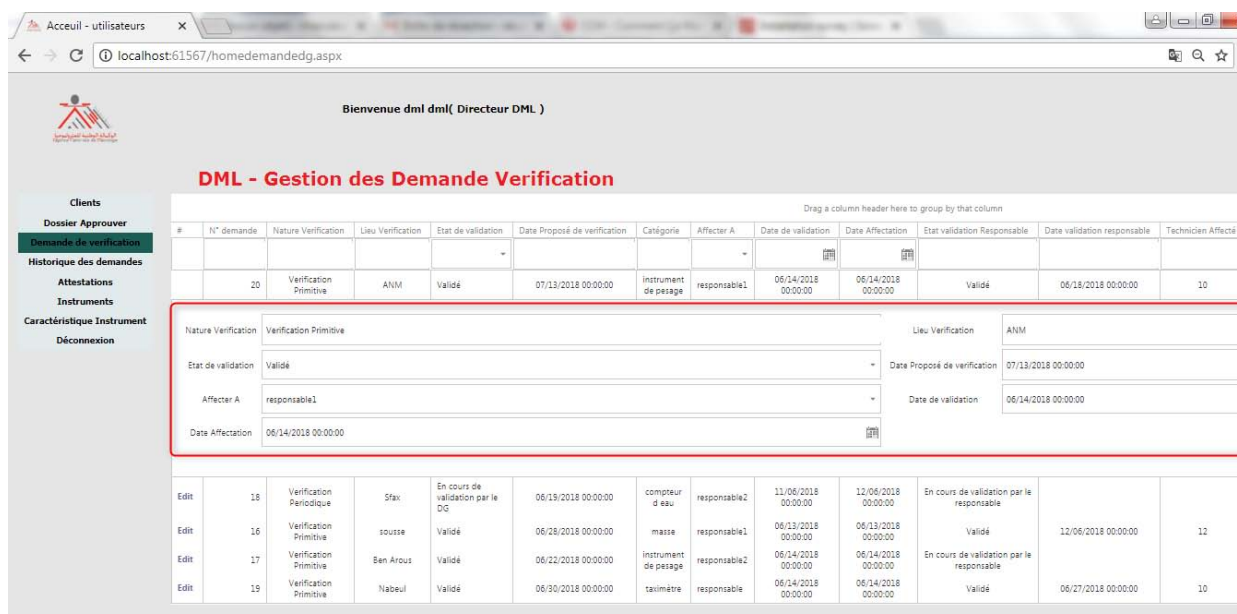 Acceuil - utilisateurs
localhost:61567/homedemandedg.aspx
Bienvenue dml dml( Directeur DML )
DML - Gestion des Demande Verification
Clients
Dossier Approuver
Demande de verification
Historique des demandes
Attestations
Instruments
Caractéristique Instrument
Déconnexion
Drag a column header here to group by that column
# N° demande Nature Verification Lieu Verification Etat de validation Date Proposé de verification Catégorie Affecter A Date de validation Date Affectation Etat validation Responsable Date validation responsable Technicien Affecté
20 Verification Primitive ANM Validé 07/13/2018 00:00:00 instrument de pesage responsable1 06/14/2018 00:00:00 06/14/2018 00:00:00 Validé 06/18/2018 00:00:00 10
Nature Verification Verification Primitive Lieu Verification ANM
Etat de validation Validé Date Proposé de verification 07/13/2018 00:00:00
Affecter A responsable1 Date de validation 06/14/2018 00:00:00
Date Affectation 06/14/2018 00:00:00
Edit 18 Verification Periodique Sfax En cours de validation par le DG 06/19/2018 00:00:00 compteur d eau responsable2 11/06/2018 00:00:00 12/06/2018 00:00:00 En cours de validation par le responsable
Edit 16 Verification Primitive sousse Validé 06/28/2018 00:00:00 masse responsable1 06/13/2018 00:00:00 06/13/2018 00:00:00 Validé 12/06/2018 00:00:00 12
Edit 17 Verification Primitive Ben Arous Validé 06/22/2018 00:00:00 instrument de pesage responsable2 06/14/2018 00:00:00 06/14/2018 00:00:00 En cours de validation par le responsable
Edit 19 Verification Primitive Nabeul Validé 06/30/2018 00:00:00 taximètre responsable 06/14/2018 00:00:00 06/14/2018 00:00:00 Validé 06/27/2018 00:00:00 10